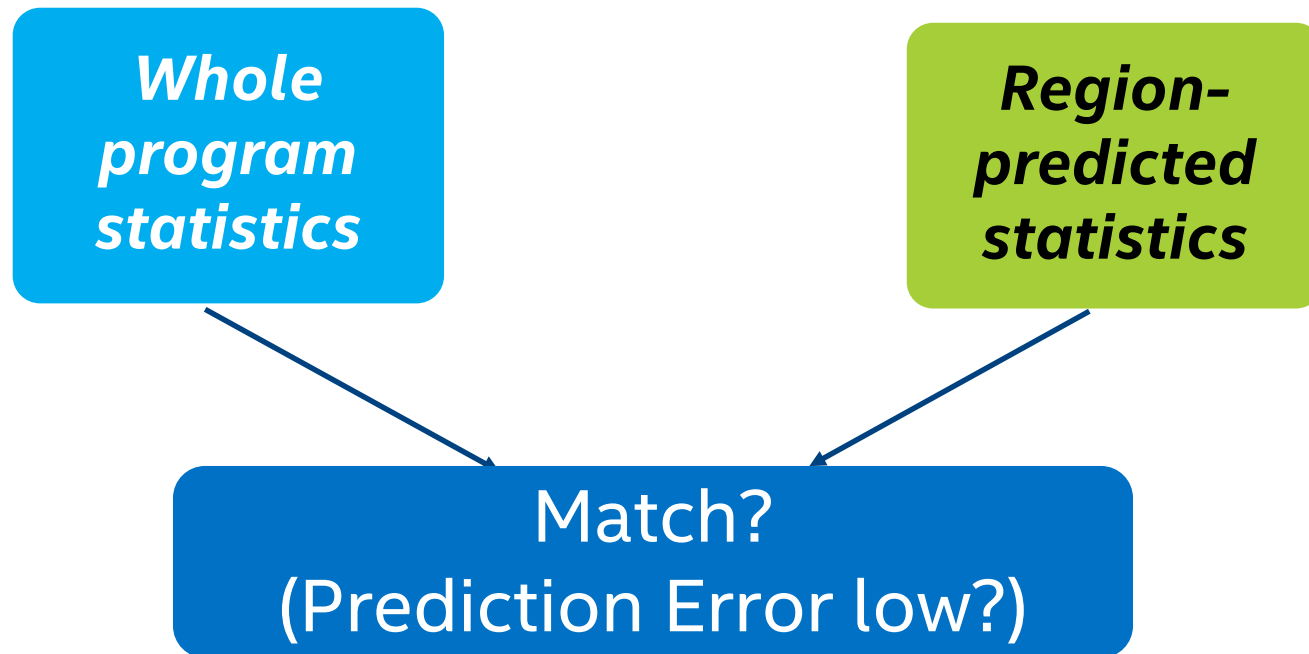 Whole
program
statistics
Region-
predicted
statistics
Match?
(Prediction Error low?)